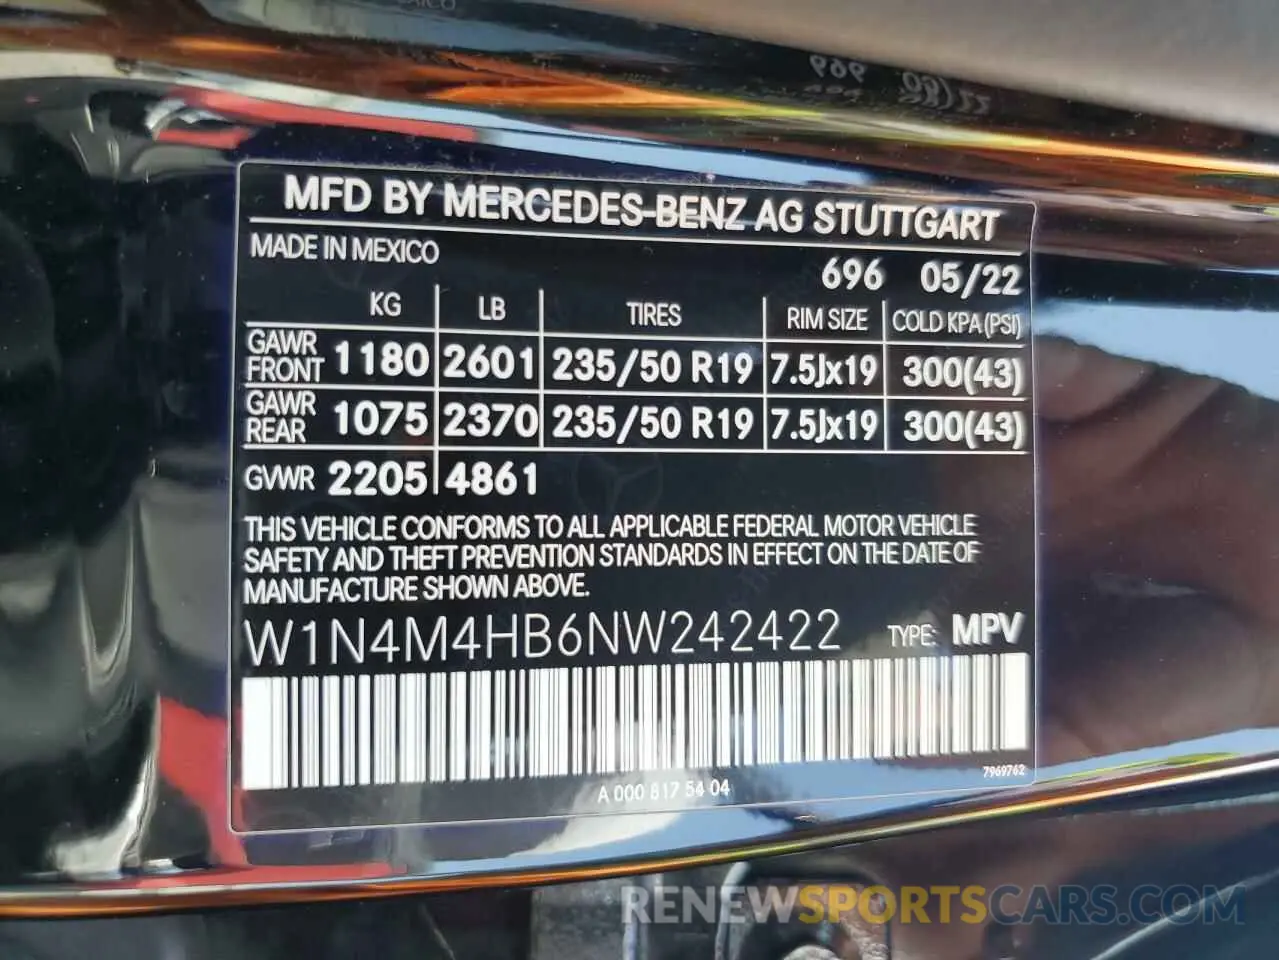 MFD BY MERCEDES-BENZ AG STUTTGART
MADE IN MEXICO
696 05/22
KG LB TIRES RIM SIZE COLD KPA(PSI)
GAWR FRONT 1180 2601 235/50 R19 7.5Jx19 300(43)
GAWR REAR 1075 2370 235/50 R19 7.5Jx19 300(43)
GVWR 2205 4861
THIS VEHICLE CONFORMS TO ALL APPLICABLE FEDERAL MOTOR VEHICLE
SAFETY AND THEFT PREVENTION STANDARDS IN EFFECT ON THE DATE OF
MANUFACTURE SHOWN ABOVE.
W1N4M4HB6NW242422 TYPE: MPV
7969762
A 000 817 54 04
RENEWSPORTSCARS.COM